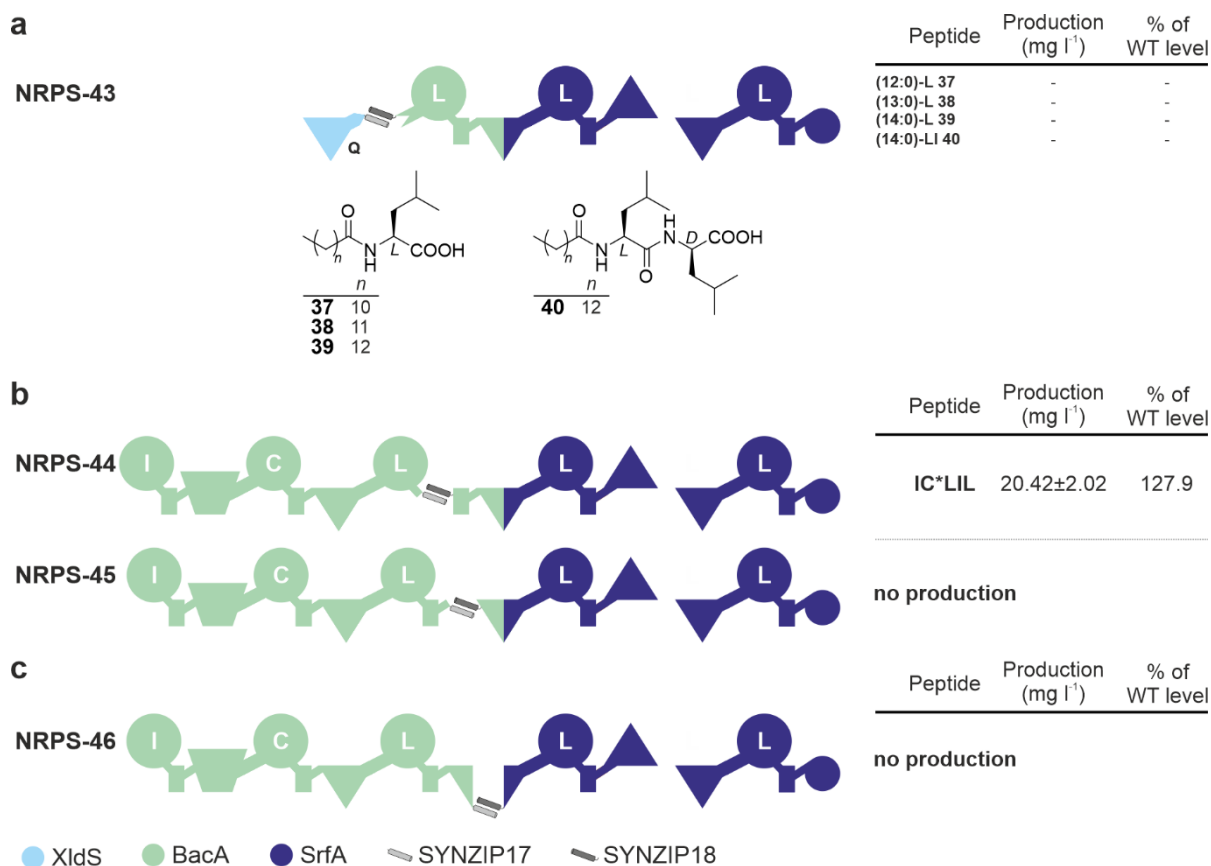 a
Peptide Production (mg l-1) % of WT level
NRPS-43
L L L
Q
(12:0)-L 37 - -
(13:0)-L 38 - -
(14:0)-L 39 - -
(14:0)-LI 40 - -
O N H L COOH n
O N H L O H N D COOH n
n
37 10
38 11
39 12
n
40 12
b
Peptide Production (mg l-1) % of WT level
NRPS-44
I C L L L
IC*LIL 20.42±2.02 127.9
NRPS-45
I C L L L
no production
c
Peptide Production (mg l-1) % of WT level
NRPS-46
I C L L L
no production
XldS BacA SrfA SYNZIP17 SYNZIP18